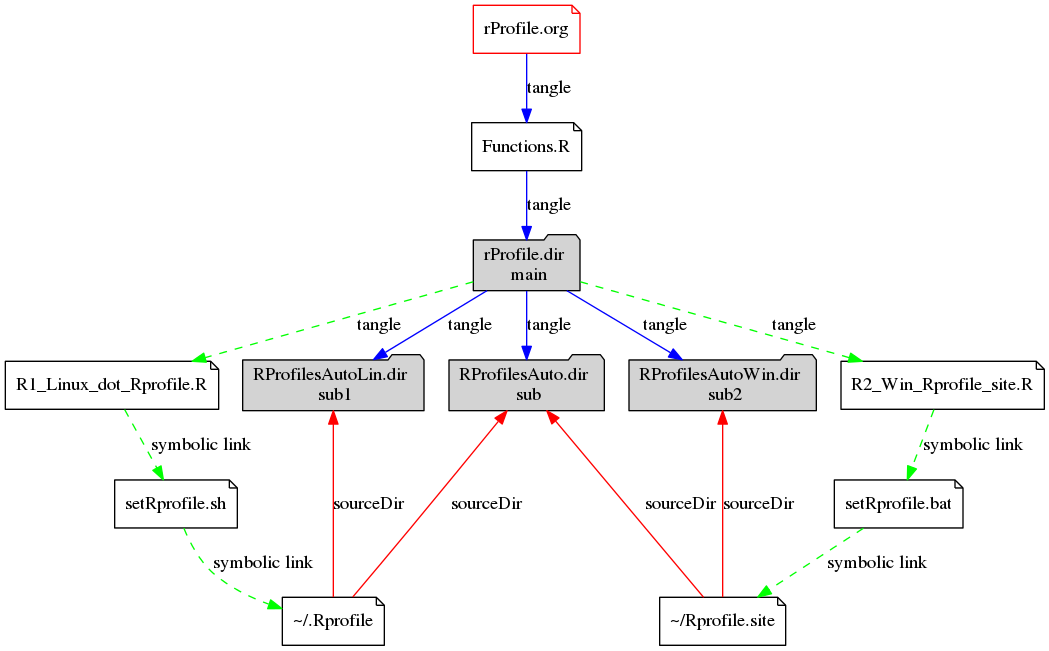 rProfile.org
tangle
Functions.R
tangle
rProfile.dir
main
tangle
tangle
tangle
tangle
tangle
R1_Linux_dot_Rprofile.R
RProfilesAutoLin.dir
sub1
RProfilesAuto.dir
sub
RProfilesAutoWin.dir
sub2
R2_Win_Rprofile_site.R
symbolic link
symbolic link
setRprofile.sh
sourceDir
sourceDir
sourceDir
sourceDir
setRprofile.bat
symbolic link
symbolic link
~/.Rprofile
~/Rprofile.site